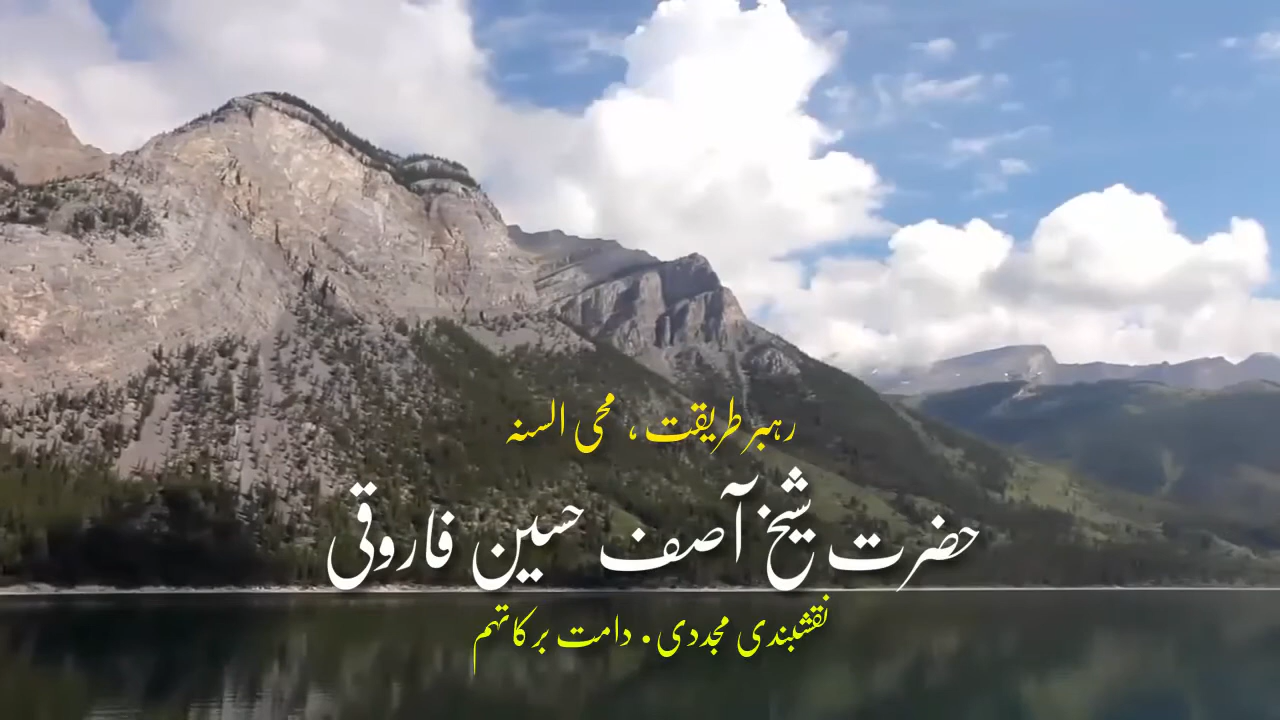 رہبر طریقت ، محی السنہ
حضرت شیخ آصف حسین فاروقی
نقشبندی مجددی . دامت برکاتہم